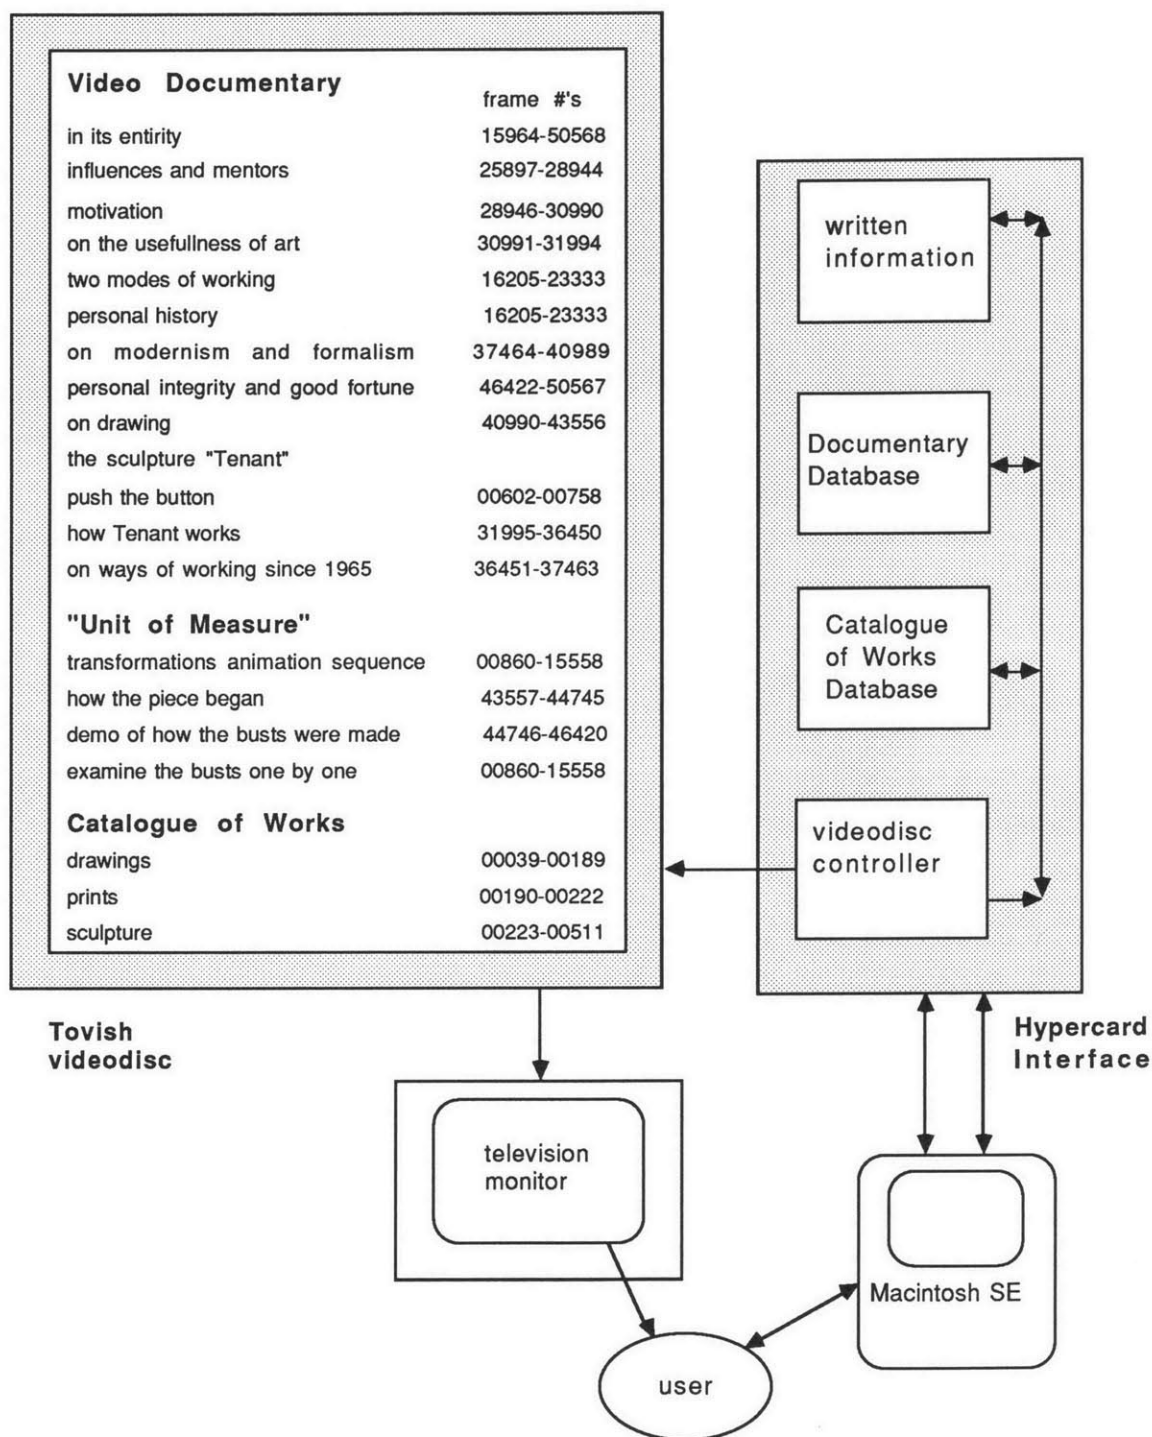 Video Documentary
frame #'s
in its entirity 15964-50568
influences and mentors 25897-28944
motivation 28946-30990
on the usefullness of art 30991-31994
two modes of working 16205-23333
personal history 16205-23333
on modernism and formalism 37464-40989
personal integrity and good fortune 46422-50567
on drawing 40990-43556
the sculpture "Tenant"
push the button 00602-00758
how Tenant works 31995-36450
on ways of working since 1965 36451-37463
"Unit of Measure"
transformations animation sequence 00860-15558
how the piece began 43557-44745
demo of how the busts were made 44746-46420
examine the busts one by one 00860-15558
Catalogue of Works
drawings 00039-00189
prints 00190-00222
sculpture 00223-00511
written
information
Documentary
Database
Catalogue
of Works
Database
videodisc
controller
Tovish
videodisc
Hypercard
Interface
television
monitor
Macintosh SE
user